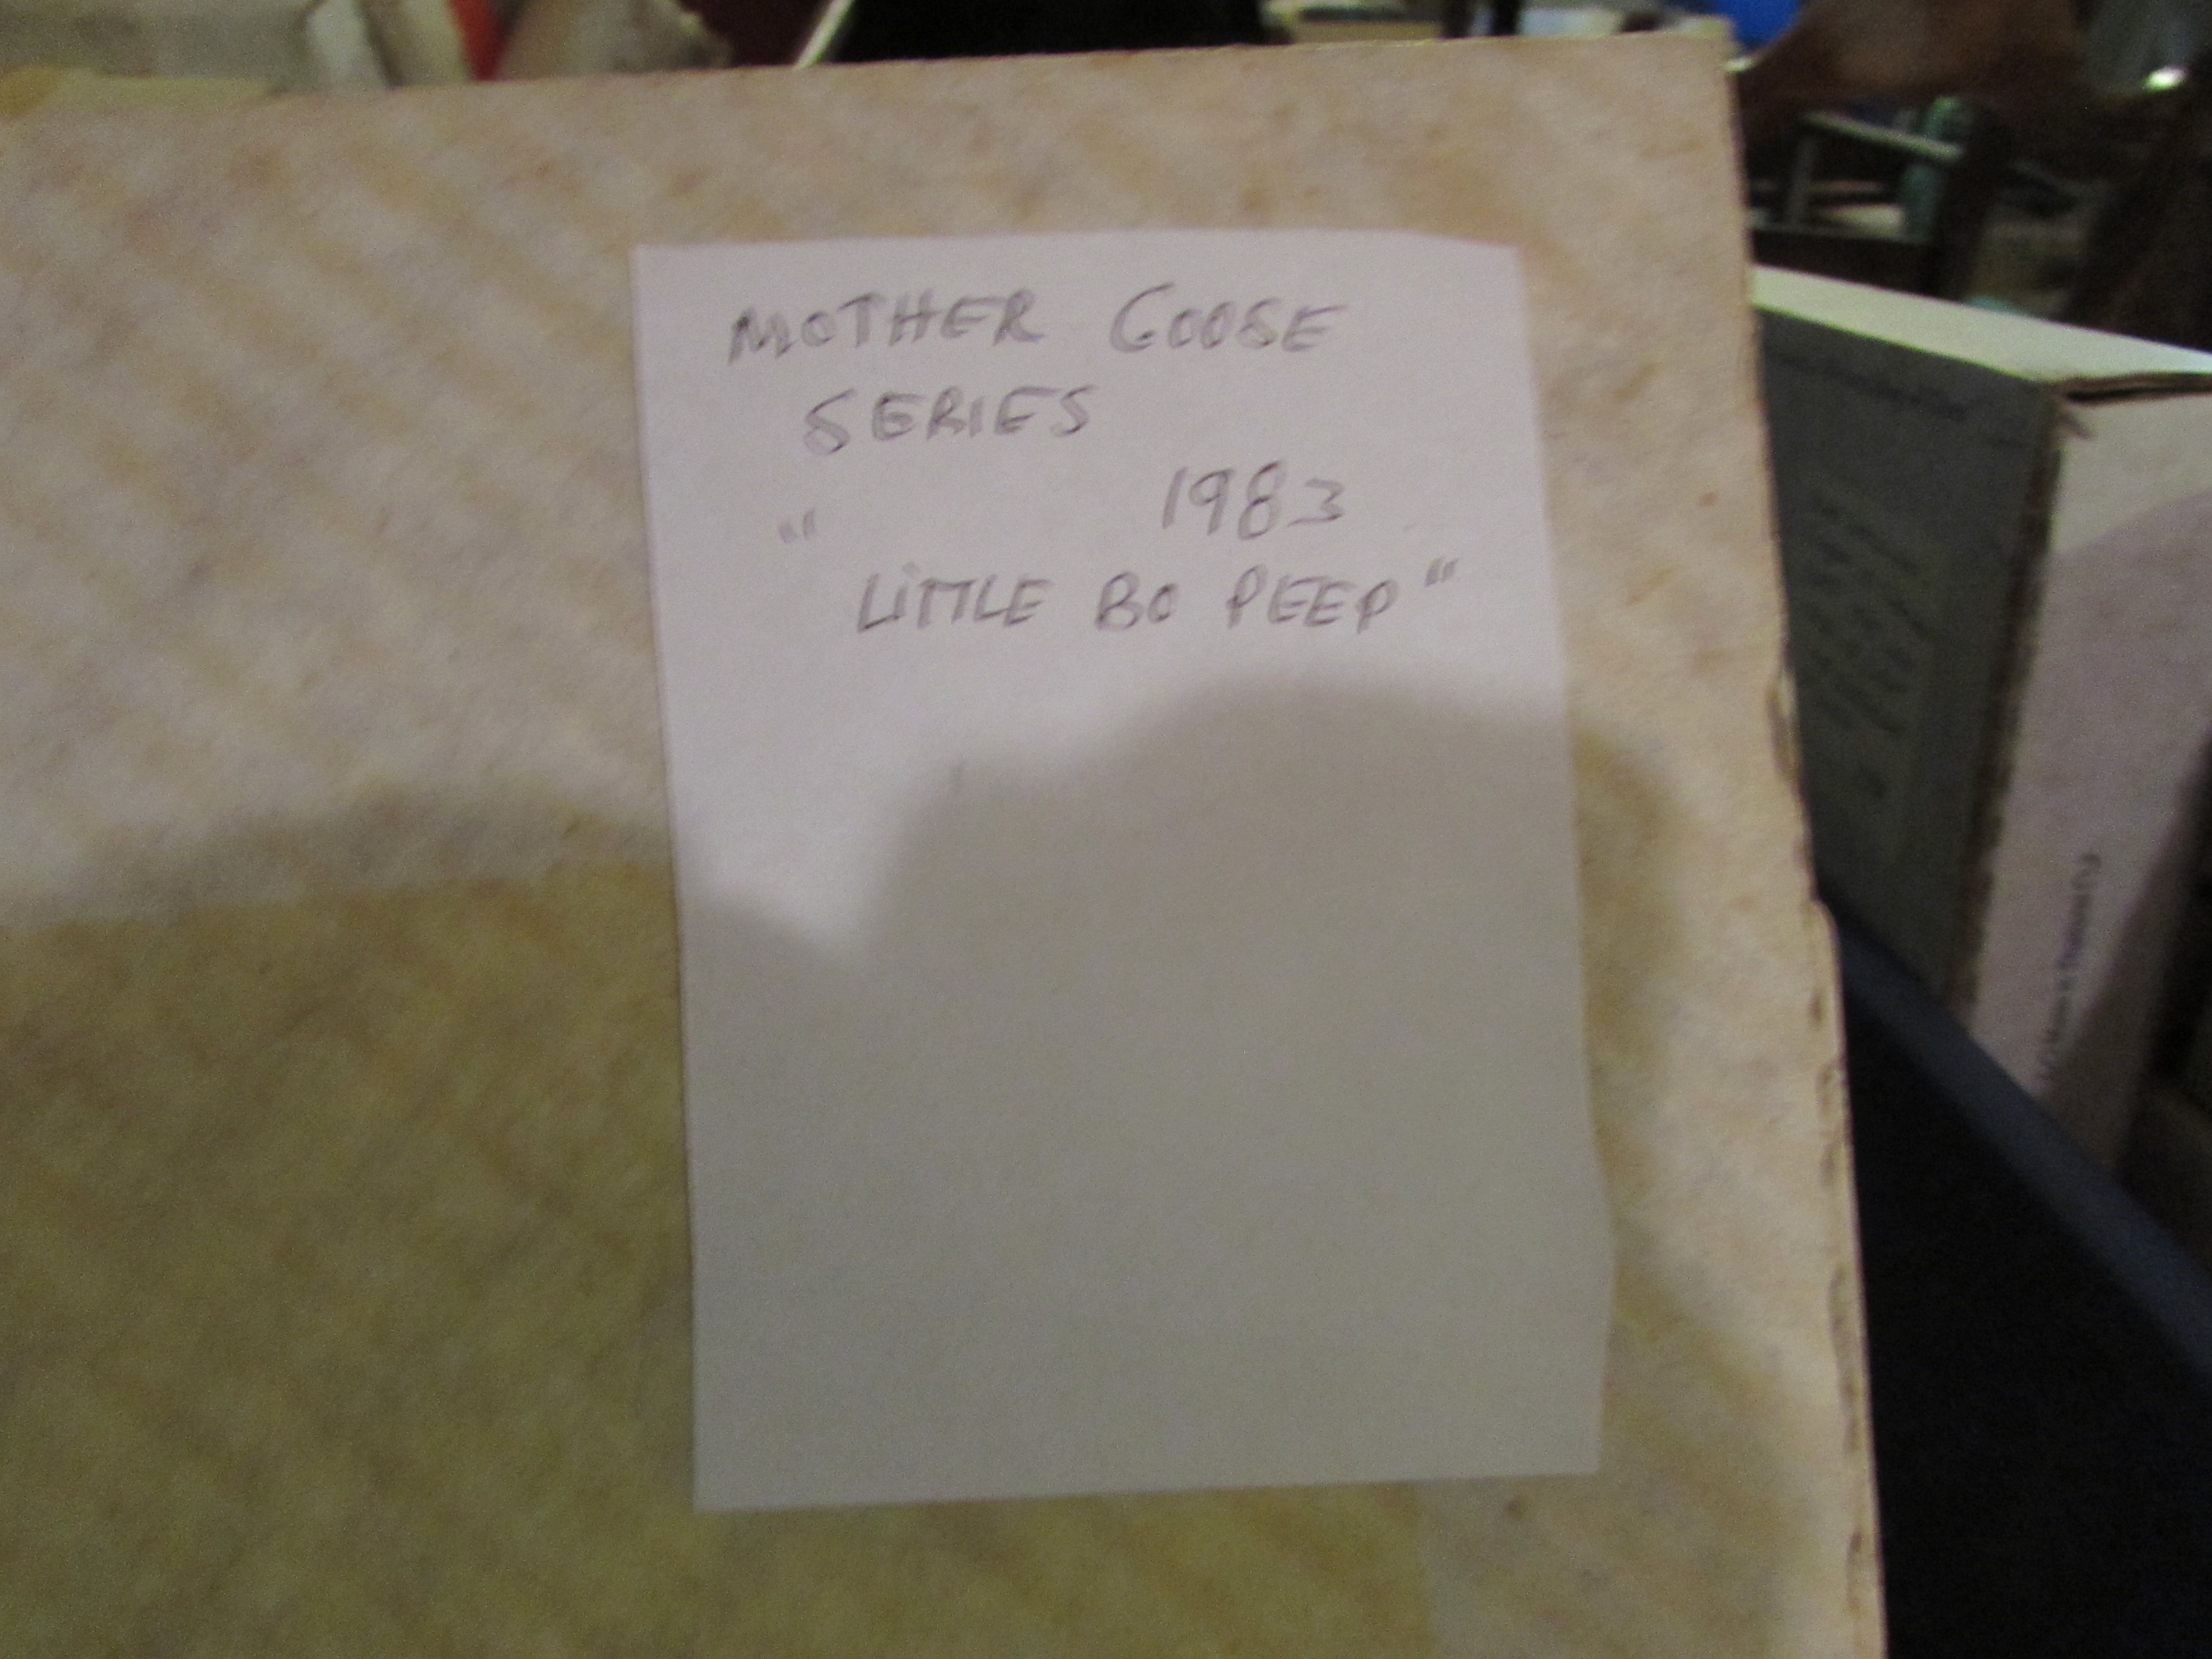 MOTHER GOOSE
SERIES
" 1983
LITTLE BO PEEP"